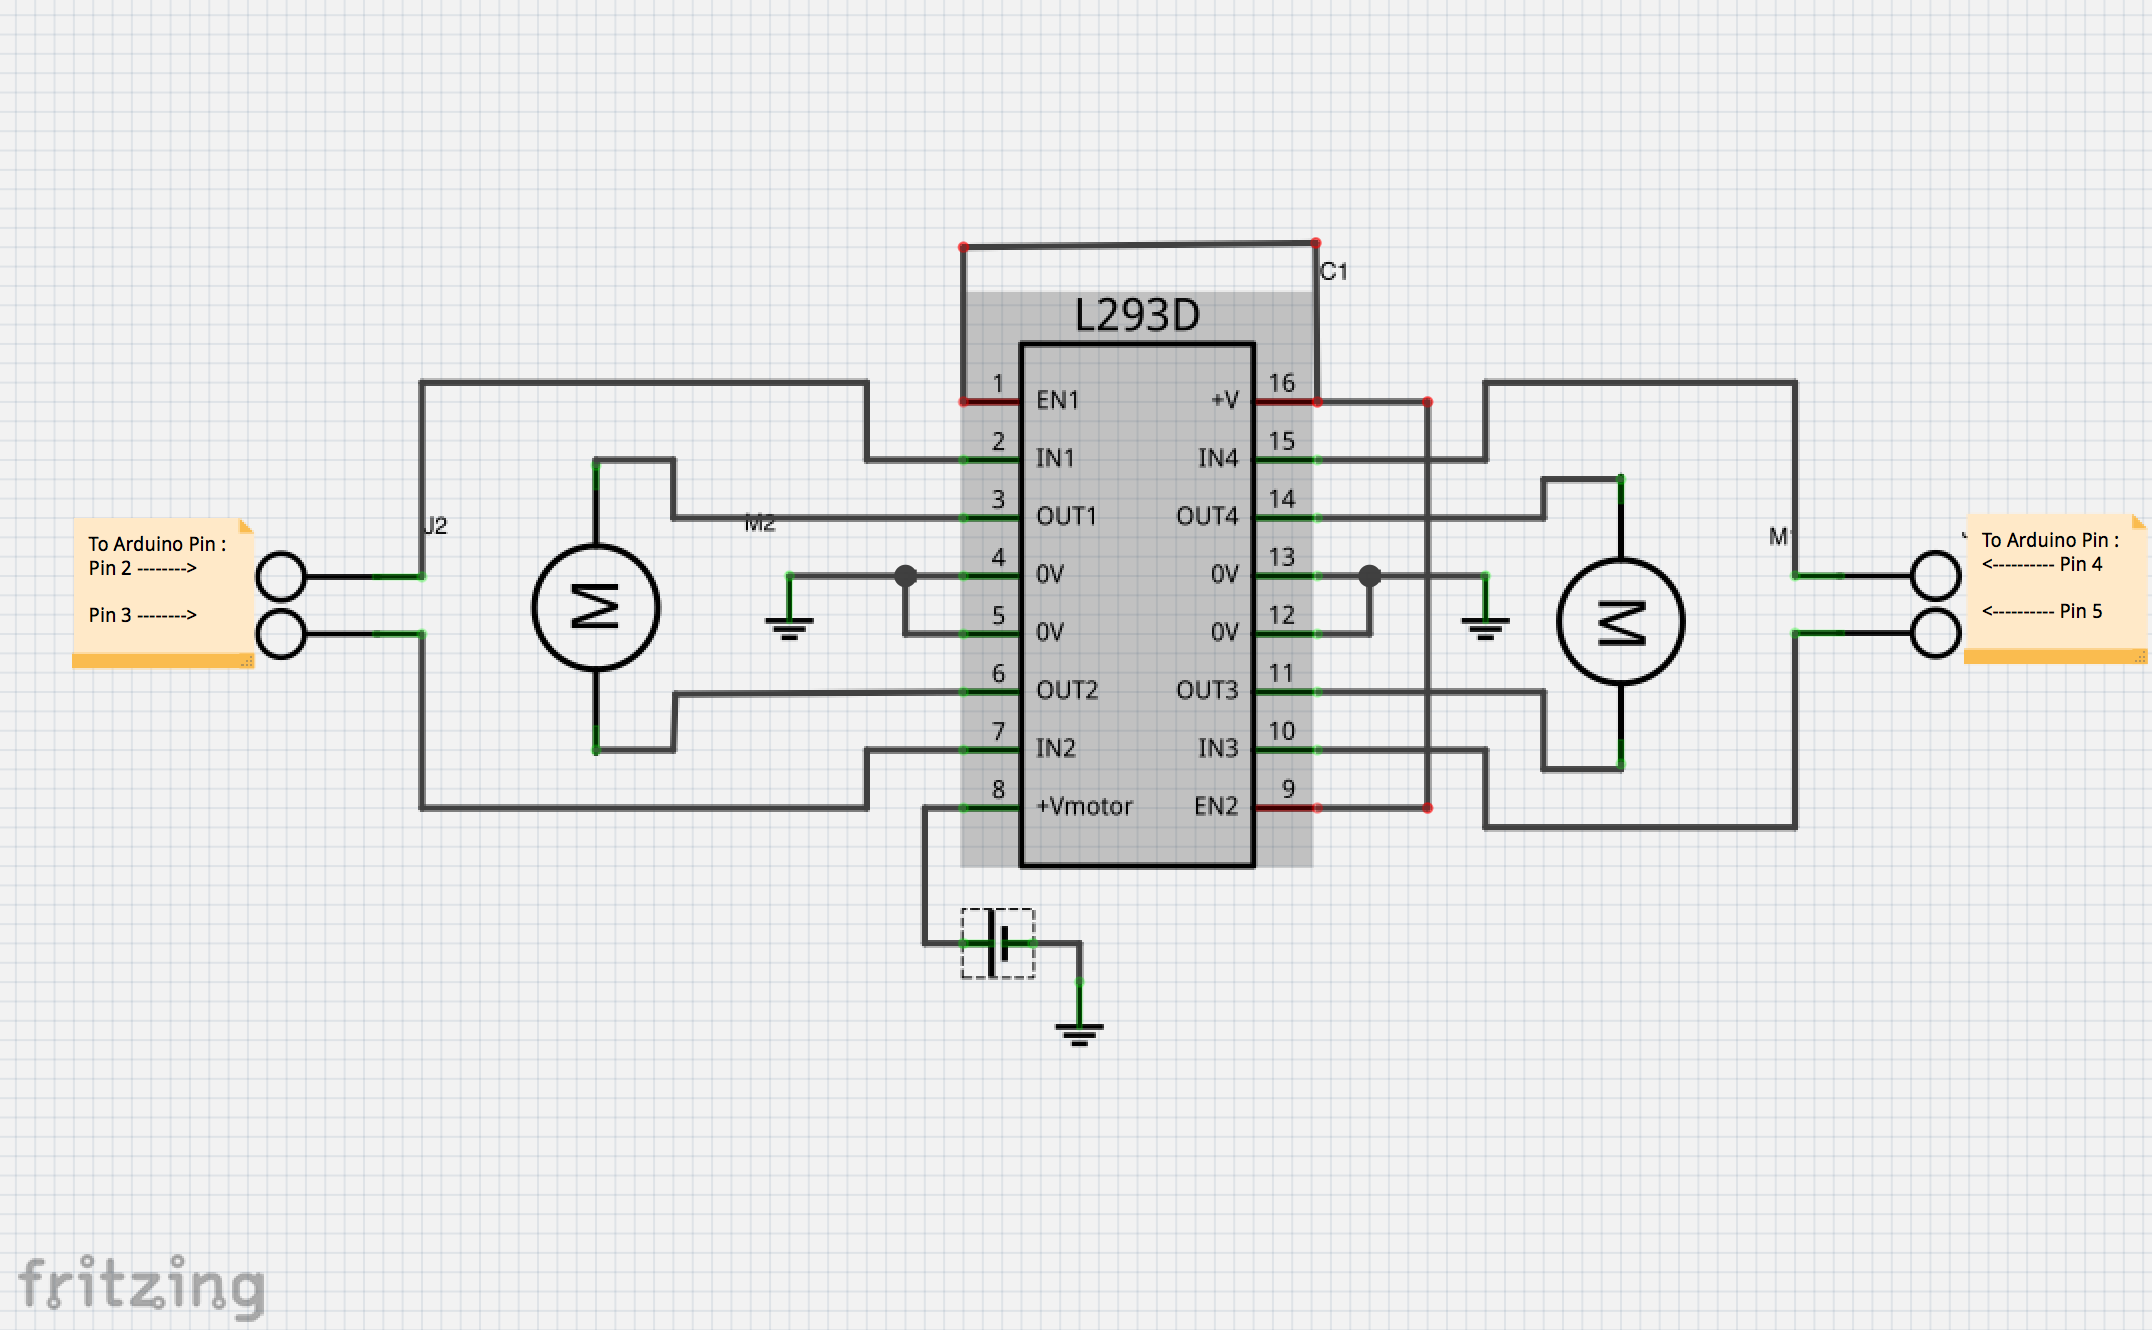 C1
L293D
1
EN1
2
IN1
3
OUT1
4
0V
5
0V
6
OUT2
7
IN2
8
+Vmotor
16
+V
15
IN4
14
OUT4
13
0V
12
0V
11
OUT3
10
IN3
9
EN2
J2
To Arduino Pin :
Pin 2 -------->
Pin 3 -------->
M
M2
M
M1
To Arduino Pin :
<---------- Pin 4
<---------- Pin 5
fritzing